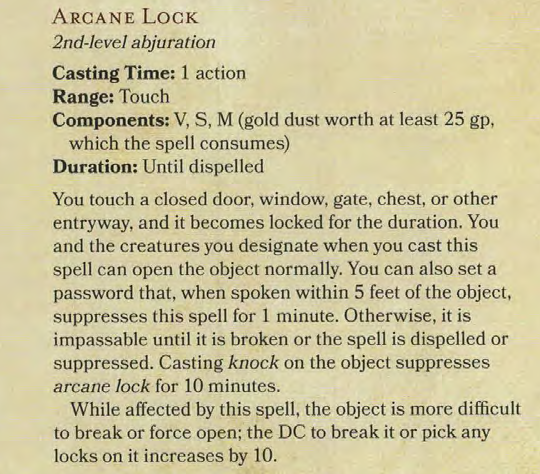 ARCANE LOCK
2nd-level abjuration
Casting Time: 1 action
Range: Touch
Components: V, S, M (gold dust worth at least 25 gp,
which the spell consumes)
Duration: Until dispelled
You touch a closed door, window, gate, chest, or other
entryway, and it becomes locked for the duration. You
and the creatures you designate when you cast this
spell can open the object normally. You can also set a
password that, when spoken within 5 feet of the object,
suppresses this spell for 1 minute. Otherwise, it is
impassable until it is broken or the spell is dispelled or
suppressed. Casting knock on the object suppresses
arcane lock for 10 minutes.
While affected by this spell, the object is more difficult
to break or force open; the DC to break it or pick any
locks on it increases by 10.